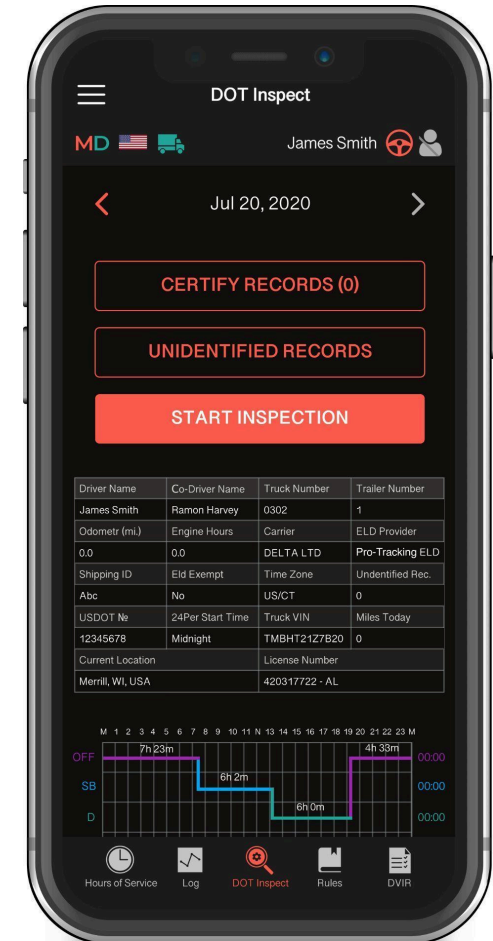 DOT Inspect
MD James Smith
Jul 20, 2020
CERTIFY RECORDS (0)
UNIDENTIFIED RECORDS
START INSPECTION
Driver Name Co-Driver Name Truck Number Trailer Number
James Smith Ramon Harvey 0302 1
Odometr (mi.) Engine Hours Carrier ELD Provider
0.0 0.0 DELTA LTD Pro-Tracking ELD
Shipping ID Eld Exempt Time Zone Undentified Rec.
Abc No US/CT 0
USDOT № 24Per Start Time Truck VIN Miles Today
12345678 Midnight TMBHT21Z7B20 0
Current Location License Number
Merrill, WI, USA 420317722 - AL
M 1 2 3 4 5 6 7 8 9 10 11 N 13 14 15 16 17 18 19 20 21 22 23 M
OFF 7h 23m 4h 33m 00:00
SB 6h 2m 00:00
D 6h 0m 00:00
Hours of Service Log DOT Inspect Rules DVIR